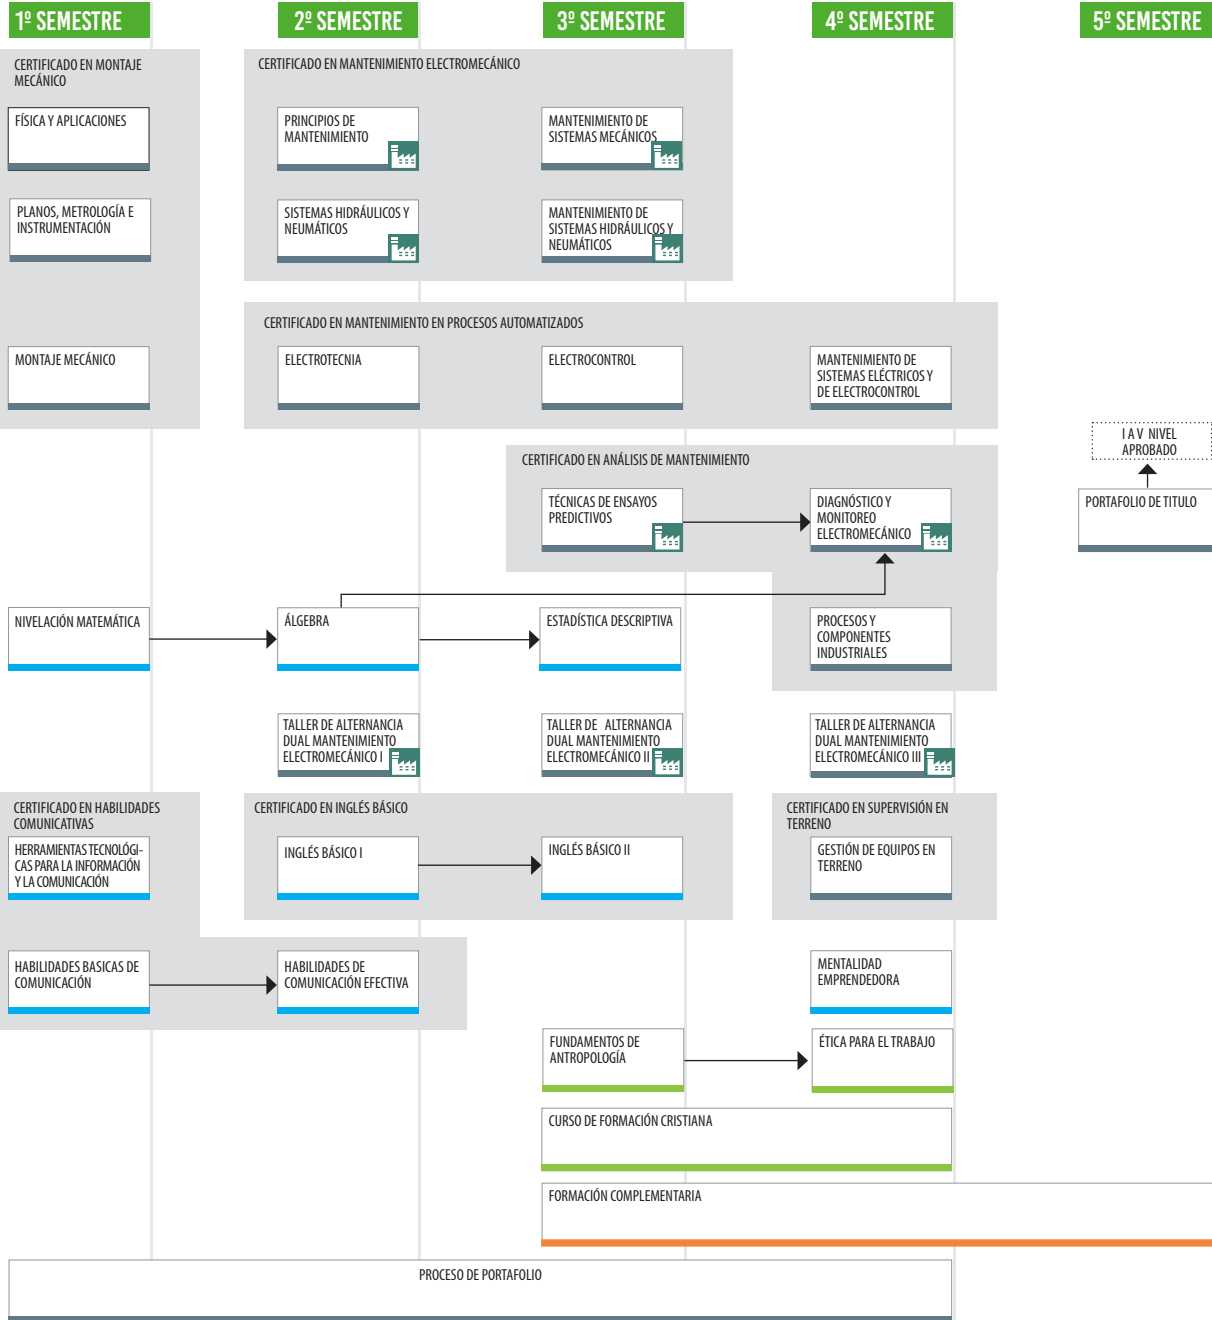 1º SEMESTRE
2º SEMESTRE
3º SEMESTRE
4º SEMESTRE
5º SEMESTRE
CERTIFICADO EN MONTAJE
MECÁNICO
CERTIFICADO EN MANTENIMIENTO ELECTROMECÁNICO
FÍSICA Y APLICACIONES
PRINCIPIOS DE
MANTENIMIENTO
MANTENIMIENTO DE
SISTEMAS MECÁNICOS
PLANOS, METROLOGÍA E
INSTRUMENTACIÓN
SISTEMAS HIDRÁULICOS Y
NEUMÁTICOS
MANTENIMIENTO DE
SISTEMAS HIDRÁULICOS Y
NEUMÁTICOS
CERTIFICADO EN MANTENIMIENTO EN PROCESOS AUTOMATIZADOS
MONTAJE MECÁNICO
ELECTROTECNIA
ELECTROCONTROL
MANTENIMIENTO DE
SISTEMAS ELÉCTRICOS Y
DE ELECTROCONTROL
I A V NIVEL
APROBADO
CERTIFICADO EN ANÁLISIS DE MANTENIMIENTO
TÉCNICAS DE ENSAYOS
PREDICTIVOS
DIAGNÓSTICO Y
MONITOREO
ELECTROMECÁNICO
PORTAFOLIO DE TITULO
NIVELACIÓN MATEMÁTICA
ÁLGEBRA
ESTADÍSTICA DESCRIPTIVA
PROCESOS Y
COMPONENTES
INDUSTRIALES
TALLER DE ALTERNANCIA
DUAL MANTENIMIENTO
ELECTROMECÁNICO I
TALLER DE ALTERNANCIA
DUAL MANTENIMIENTO
ELECTROMECÁNICO II
TALLER DE ALTERNANCIA
DUAL MANTENIMIENTO
ELECTROMECÁNICO III
CERTIFICADO EN HABILIDADES
COMUNICATIVAS
CERTIFICADO EN INGLÉS BÁSICO
CERTIFICADO EN SUPERVISIÓN EN
TERRENO
HERRAMIENTAS TECNOLÓGI-
CAS PARA LA INFORMACIÓN
Y LA COMUNICACIÓN
INGLÉS BÁSICO I
INGLÉS BÁSICO II
GESTIÓN DE EQUIPOS EN
TERRENO
HABILIDADES BASICAS DE
COMUNICACIÓN
HABILIDADES DE
COMUNICACIÓN EFECTIVA
MENTALIDAD
EMPRENDEDORA
FUNDAMENTOS DE
ANTROPOLOGÍA
ÉTICA PARA EL TRABAJO
CURSO DE FORMACIÓN CRISTIANA
FORMACIÓN COMPLEMENTARIA
PROCESO DE PORTAFOLIO